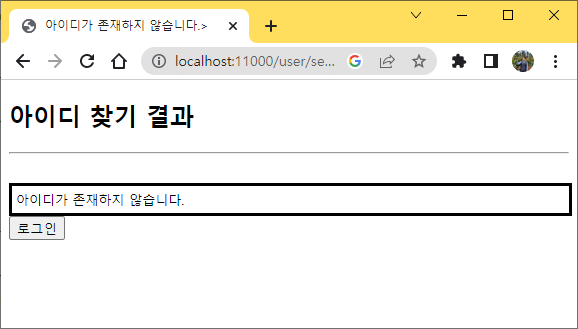 아이디가 존재하지 않습니다.>
localhost:11000/user/se...
아이디 찾기 결과
아이디가 존재하지 않습니다.
로그인